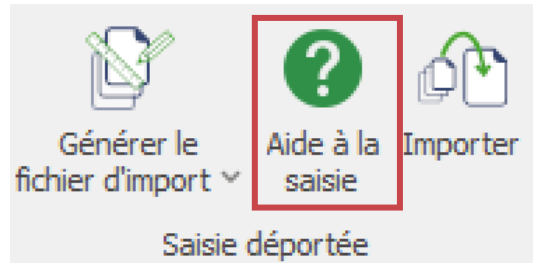 Générer le
fichier d'import
Aide à la
saisie
Importer
Saisie déportée